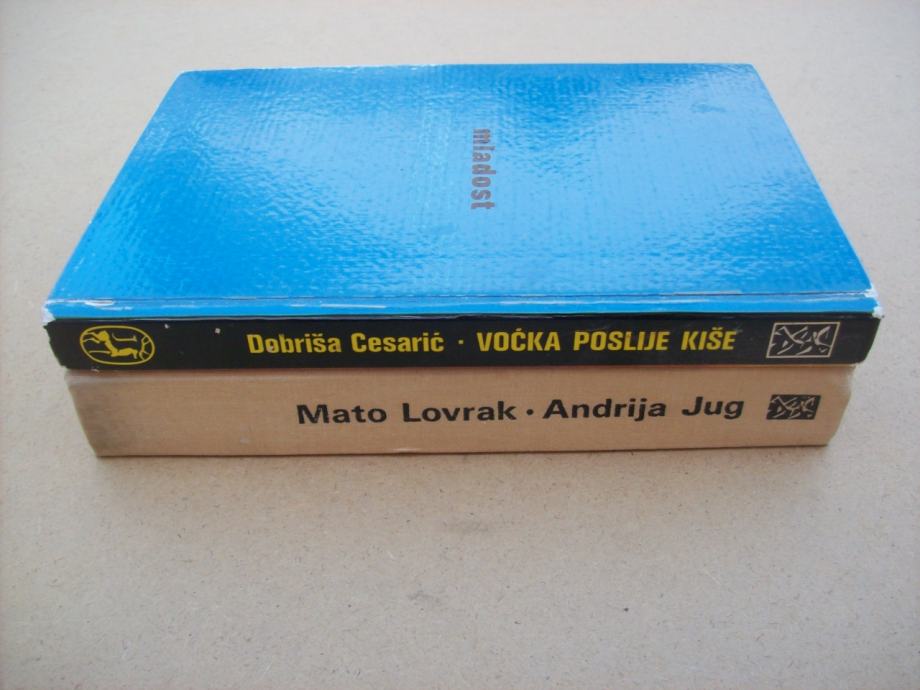 mladost
Dobriša Cesarić · VOĆKA POSLIJE KIŠE
Mato Lovrak · Andrija Jug